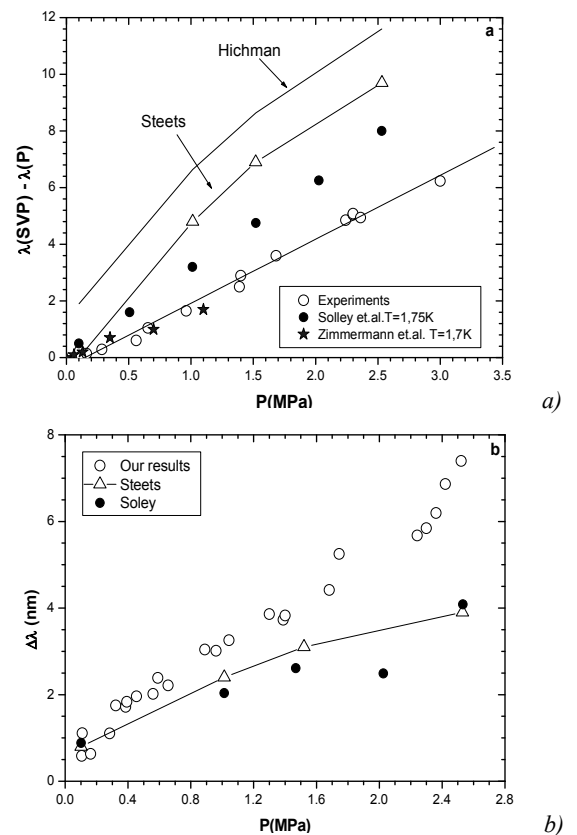 a
12
10
8
6
4
2
0
λ(SVP) - λ(P)
Hichman
Steets
Experiments
Solley et.al.T=1,75K
Zimmermann et.al. T=1,7K
0.0 0.5 1.0 1.5 2.0 2.5 3.0 3.5
P(MPa)
a)
b
8
6
4
2
0
Δλ (nm)
Our results
Steets
Soley
0.0 0.4 0.8 1.2 1.6 2.0 2.4 2.8
P(MPa)
b)